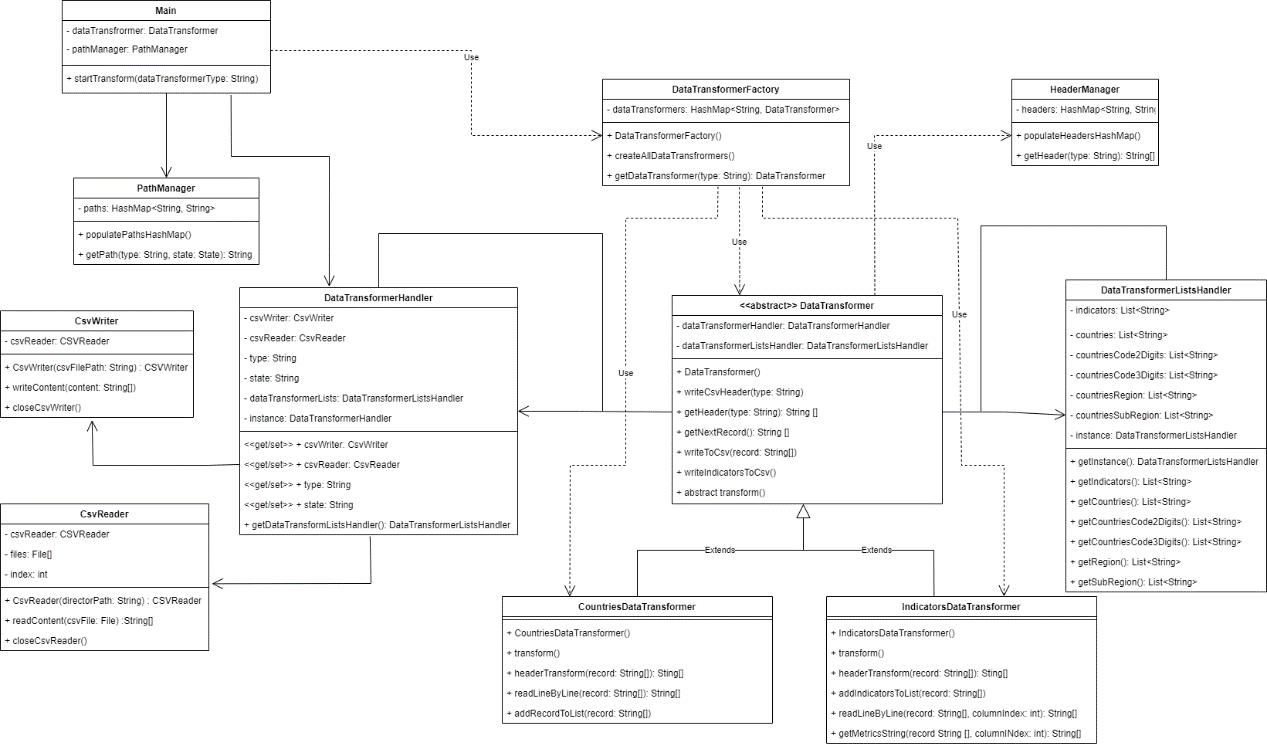 Main
- dataTransfromer: DataTransformer
- pathManager: PathManager
+ startTransform(dataTransformerType: String)
Use
DataTransformerFactory
- dataTransformers: HashMap<String, DataTransformer>
+ DataTransformerFactory()
+ createAllDataTransfromers()
+ getDataTransformer(type: String): DataTransformer
HeaderManager
- headers: HashMap<String, String
+ populateHeadersHashMap()
+ getHeader(type: String): String[]
Use
PathManager
- paths: HashMap<String, String>
+ populatePathsHashMap()
+ getPath(type: String, state: State): String
Use
Use
Use
DataTransformerHandler
- csvWriter: CsvWriter
- csvReader: CsvReader
- type: String
- state: String
- dataTransformerLists: DataTransformerListsHandler
- instance: DataTransformerHandler
<<get/set>> + csvWriter: CsvWriter
<<get/set>> + csvReader: CsvReader
<<get/set>> + type: String
<<get/set>> + state: String
+ getDataTransformListsHandler(): DataTransformerListsHandler
<<abstract>> DataTransformer
- dataTransformerHandler: DataTransformerHandler
- dataTransformerListsHandler: DataTransformerListsHandler
+ DataTransformer()
+ writeCsvHeader(type: String)
+ getHeader(type: String): String []
+ getNextRecord(): String []
+ writeToCsv(record: String[])
+ writeIndicatorsToCsv()
+ abstract transform()
DataTransformerListsHandler
- indicators: List<String>
- countries: List<String>
- countriesCode2Digits: List<String>
- countriesCode3Digits: List<String>
- countriesRegion: List<String>
- countriesSubRegion: List<String>
- instance: DataTransformerListsHandler
+ getInstance(): DataTransformerListsHandler
+ getIndicators(): List<String>
+ getCountries(): List<String>
+ getCountriesCode2Digits(): List<String>
+ getCountriesCode3Digits(): List<String>
+ getRegion(): List<String>
+ getSubRegion(): List<String>
CsvWriter
- csvReader: CSVReader
+ CsvWriter(csvFilePath: String) : CSVWriter
+ writeContent(content: String[])
+ closeCsvWriter()
CsvReader
- csvReader: CSVReader
- files: File[]
- index: int
+ CsvReader(directorPath: String) : CSVReader
+ readContent(csvFile: File) :String[]
+ closeCsvReader()
Extends
Extends
CountriesDataTransformer
+ CountriesDataTransformer()
+ transform()
+ headerTransform(record: String[]): Sting[]
+ readLineByLine(record: String[]): String[]
+ addRecordToList(record: String[])
IndicatorsDataTransformer
+ IndicatorsDataTransformer()
+ transform()
+ headerTransform(record: String[]): Sting[]
+ addIndicatorsToList(record: String[])
+ readLineByLine(record: String[], columnIndex: int): String[]
+ getMetricsString(record String [], columnINdex: int): String[]